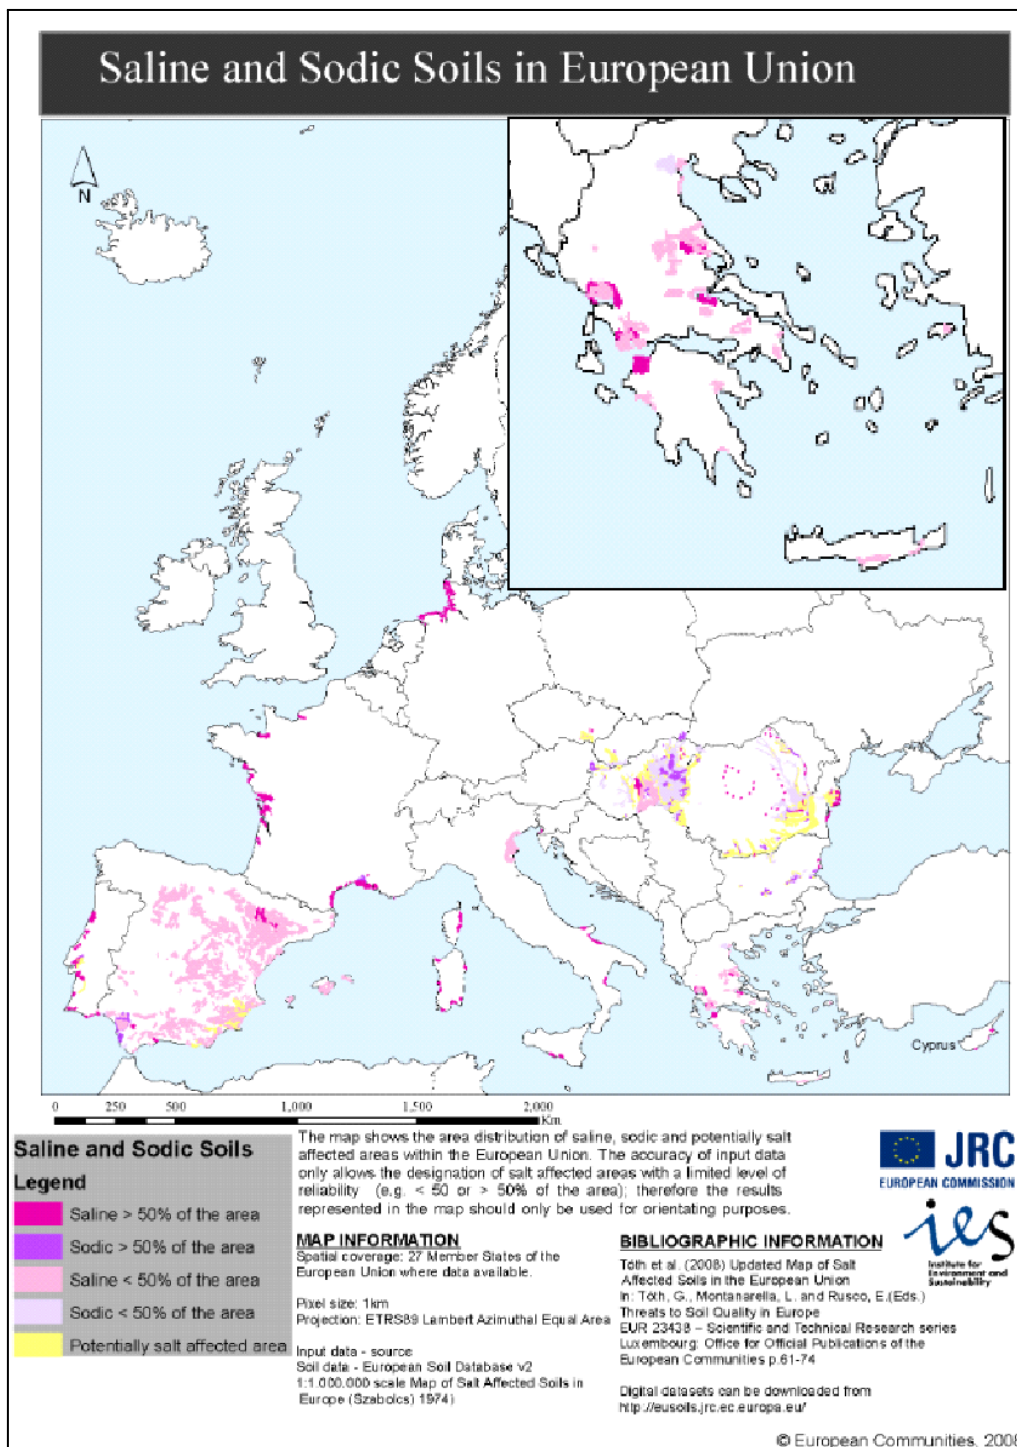 Saline and Sodic Soils in European Union
N
Cyprus
0 250 500 1,000 1,500 2,000
Km.
Saline and Sodic Soils
Legend
Saline > 50% of the area
Sodic > 50% of the area
Saline < 50% of the area
Sodic < 50% of the area
Potentially salt affected area
The map shows the area distribution of saline, sodic and potentially salt
affected areas within the European Union. The accuracy of input data
only allows the designation of salt affected areas with a limited level of
reliability (e.g. < 50 or > 50% of the area); therefore the results
represented in the map should only be used for orientating purposes.
MAP INFORMATION
Spatial coverage: 27 Member States of the
European Union where data available.
Pixel size: 1km
Projection: ETRS89 Lambert Azimuthal Equal Area
Input data - source
Soil data - European Soil Database v2
1:1.000.000 scale Map of Salt Affected Soils in
Europe (Szabolcs) 1974)
JRC
EUROPEAN COMMISSION
ies
Institute for
Environment and
Sustainability
BIBLIOGRAPHIC INFORMATION
Tóth et al. (2008) Updated Map of Salt
Affected Soils in the European Union
In: Tóth, G., Montanarella, L. and Rusco, E.(Eds.)
Threats to Soil Quality in Europe
EUR 23438 – Scientific and Technical Research series
Luxembourg: Office for Official Publications of the
European Communities p.61-74
Digital datasets can be downloaded from
http://eusoils.jrc.ec.europa.eu/
© European Communities, 2008